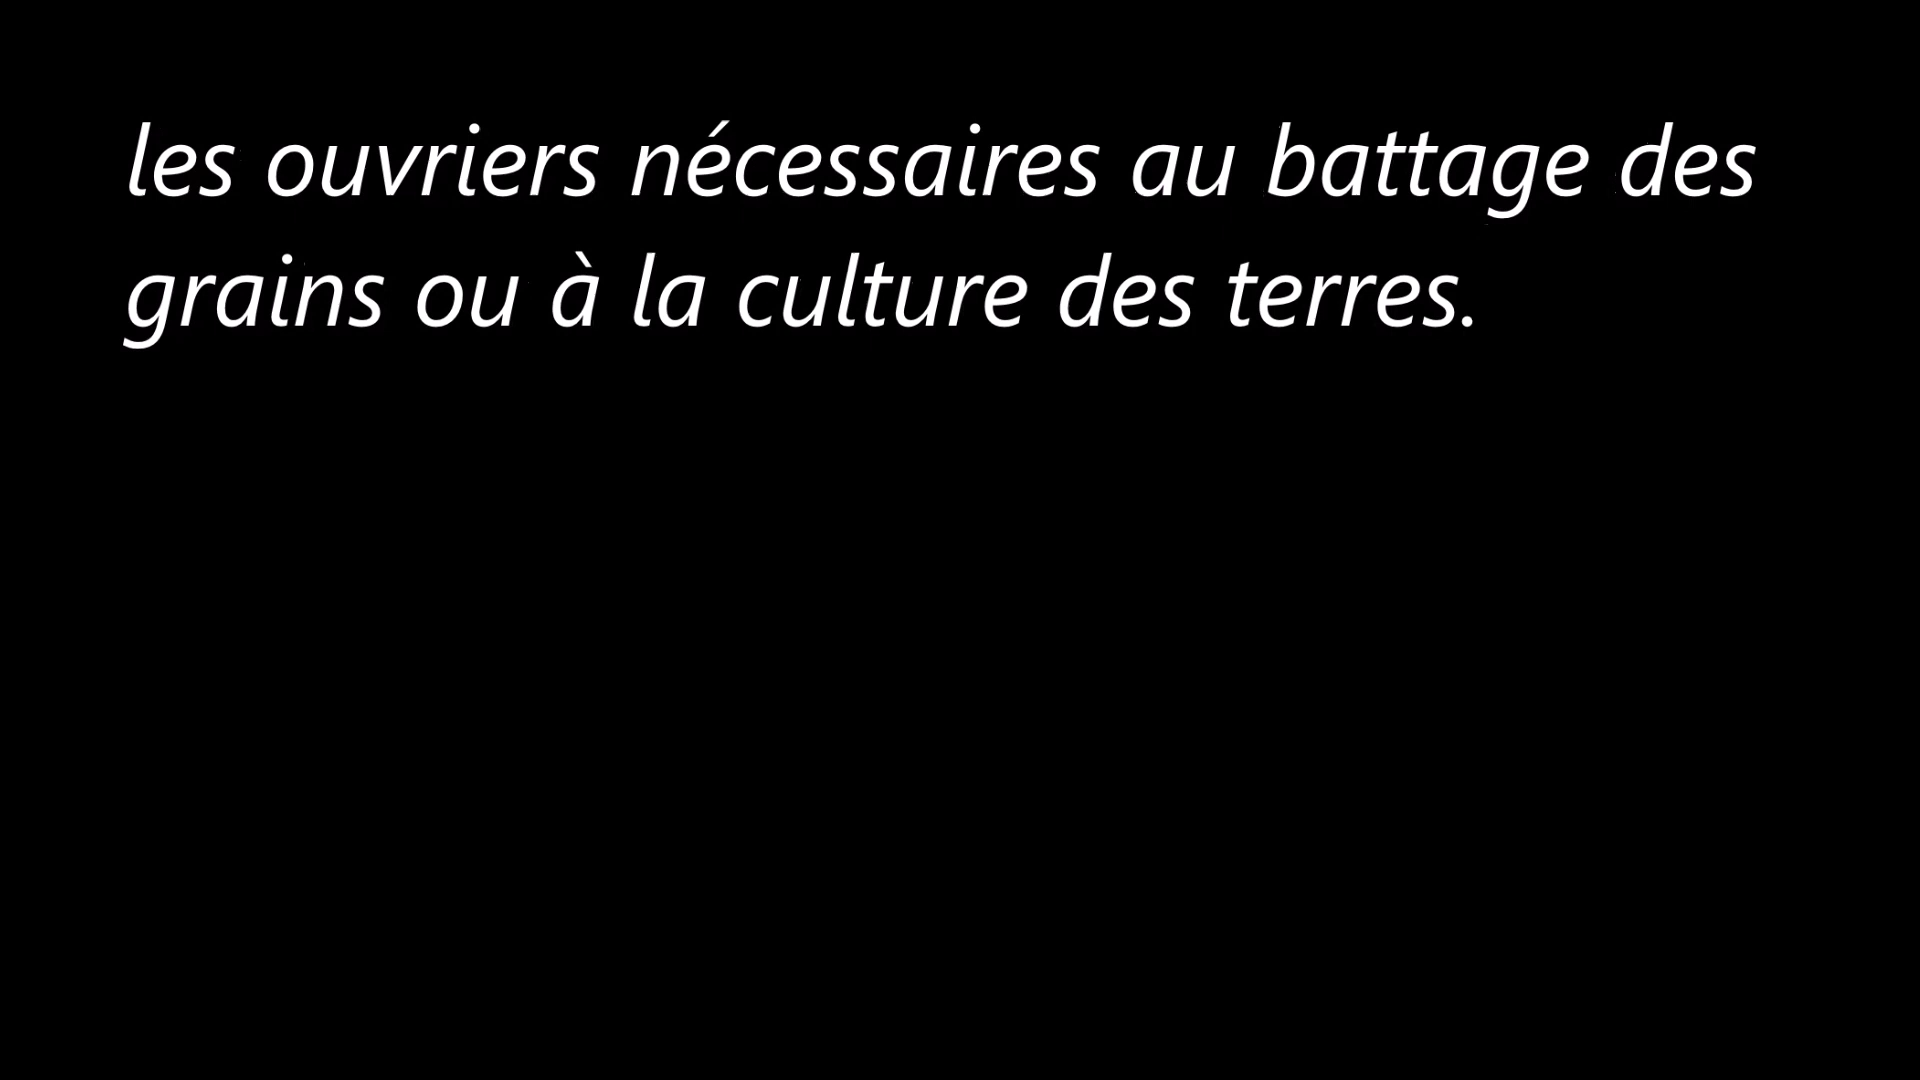 les ouvriers nécessaires au battage des
grains ou à la culture des terres.